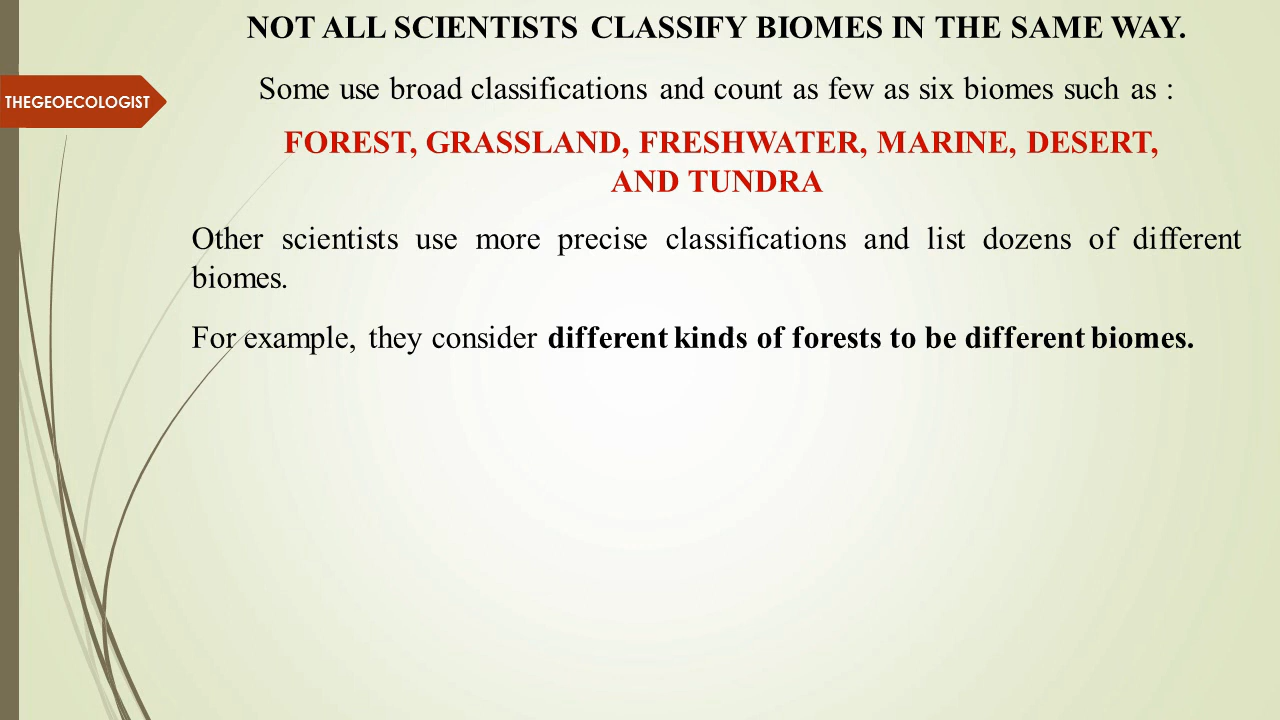 NOT ALL SCIENTISTS CLASSIFY BIOMES IN THE SAME WAY.
THEGEOECOLOGIST
Some use broad classifications and count as few as six biomes such as :
FOREST, GRASSLAND, FRESHWATER, MARINE, DESERT,
AND TUNDRA
Other scientists use more precise classifications and list dozens of different
biomes.
For example, they consider different kinds of forests to be different biomes.